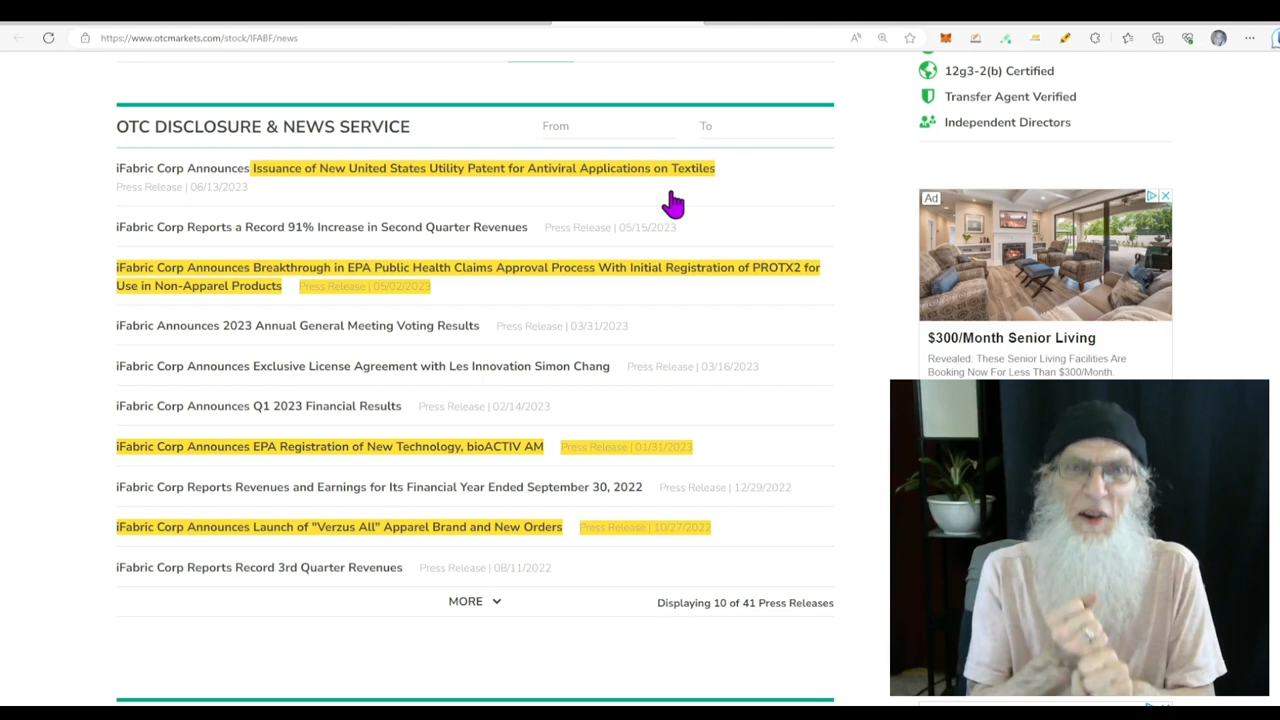 https://www.otcmarkets.com/stock/IFABF/news
12g3-2(b) Certified
Transfer Agent Verified
Independent Directors
OTC DISCLOSURE & NEWS SERVICE
From
To
iFabric Corp Announces Issuance of New United States Utility Patent for Antiviral Applications on Textiles
Press Release | 06/13/2023
iFabric Corp Reports a Record 91% Increase in Second Quarter Revenues Press Release | 05/15/2023
iFabric Corp Announces Breakthrough in EPA Public Health Claims Approval Process With Initial Registration of PROTX2 for
Use in Non-Apparel Products Press Release | 05/02/2023
iFabric Announces 2023 Annual General Meeting Voting Results Press Release | 03/31/2023
iFabric Corp Announces Exclusive License Agreement with Les Innovation Simon Chang Press Release | 03/16/2023
iFabric Corp Announces Q1 2023 Financial Results Press Release | 02/14/2023
iFabric Corp Announces EPA Registration of New Technology, bioACTIV AM Press Release | 01/31/2023
iFabric Corp Reports Revenues and Earnings for Its Financial Year Ended September 30, 2022 Press Release | 12/29/2022
iFabric Corp Announces Launch of "Verzus All" Apparel Brand and New Orders Press Release | 10/27/2022
iFabric Corp Reports Record 3rd Quarter Revenues Press Release | 08/11/2022
MORE
Displaying 10 of 41 Press Releases
Ad
$300/Month Senior Living
Revealed: These Senior Living Facilities Are
Booking Now For Less Than $300/Month.